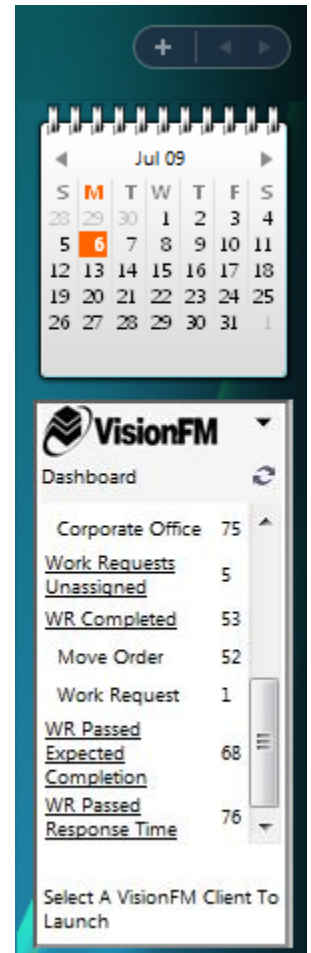 Jul 09
S M T W T F S
28 29 30 1 2 3 4
5 6 7 8 9 10 11
12 13 14 15 16 17 18
19 20 21 22 23 24 25
26 27 28 29 30 31 1
VisionFM
Dashboard
Corporate Office 75
Work Requests
Unassigned 5
WR Completed 53
Move Order 52
Work Request 1
WR Passed
Expected 68
Completion
WR Passed
Response Time 76
Select A VisionFM Client To
Launch